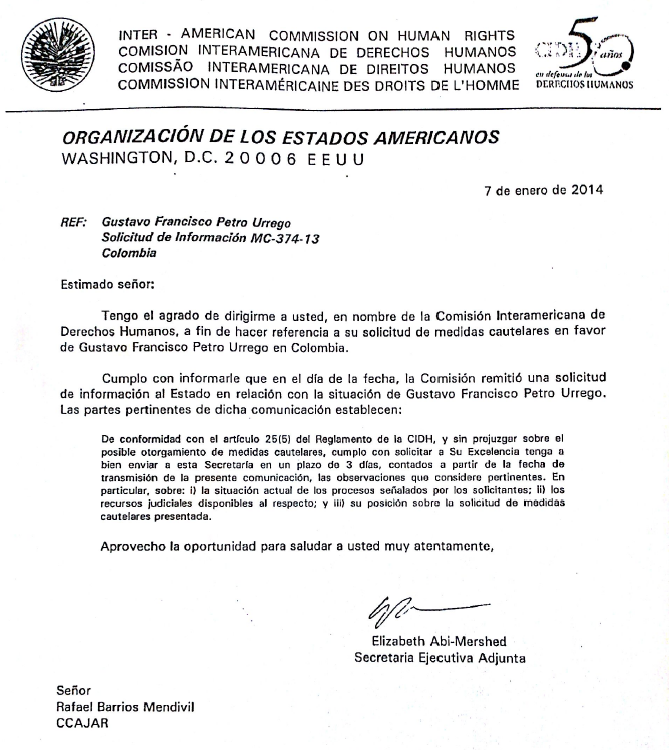 INTER - AMERICAN COMMISSION ON HUMAN RIGHTS
COMISION INTERAMERICANA DE DERECHOS HUMANOS
COMISSÃO INTERAMERICANA DE DIREITOS HUMANOS
COMMISSION INTERAMÉRICAINE DES DROITS DE L'HOMME
CIDH 50 años
en defensa de los
DERECHOS HUMANOS
ORGANIZACIÓN DE LOS ESTADOS AMERICANOS
WASHINGTON, D.C. 2 0 0 0 6 E E U U
7 de enero de 2014
REF: Gustavo Francisco Petro Urrego
Solicitud de Información MC-374-13
Colombia
Estimado señor:
Tengo el agrado de dirigirme a usted, en nombre de la Comisión Interamericana de
Derechos Humanos, a fin de hacer referencia a su solicitud de medidas cautelares en favor
de Gustavo Francisco Petro Urrego en Colombia.
Cumplo con informarle que en el día de la fecha, la Comisión remitió una solicitud
de información al Estado en relación con la situación de Gustavo Francisco Petro Urrego.
Las partes pertinentes de dicha comunicación establecen:
De conformidad con el artículo 25(5) del Reglamento de la CIDH, y sin prejuzgar sobre el
posible otorgamiento de medidas cautelares, cumplo con solicitar a Su Excelencia tenga a
bien enviar a esta Secretaría en un plazo de 3 días, contados a partir de la fecha de
transmisión de la presente comunicación, las observaciones que considere pertinentes. En
particular, sobre: i) la situación actual de los procesos señalados por los solicitantes; ii) los
recursos judiciales disponibles al respecto; y iii) su posición sobre la solicitud de medidas
cautelares presentada.
Aprovecho la oportunidad para saludar a usted muy atentamente,
Elizabeth Abi-Mershed
Secretaria Ejecutiva Adjunta
Señor
Rafael Barrios Mendivil
CCAJAR